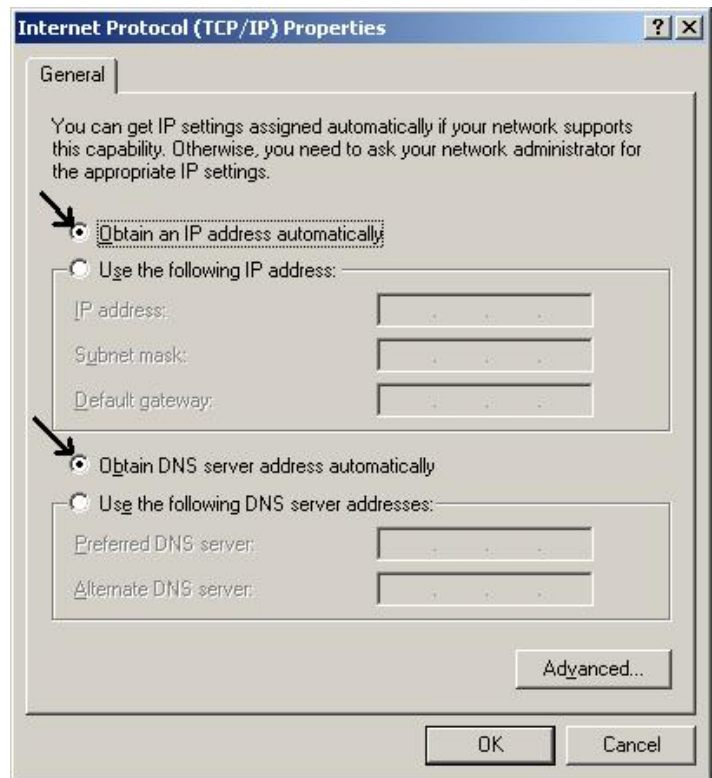 Internet Protocol (TCP/IP) Properties
General
You can get IP settings assigned automatically if your network supports
this capability. Otherwise, you need to ask your network administrator for
the appropriate IP settings.
Obtain an IP address automatically
Use the following IP address:
IP address:
Subnet mask:
Default gateway:
Obtain DNS server address automatically
Use the following DNS server addresses:
Preferred DNS server:
Alternate DNS server:
Advanced...
OK Cancel